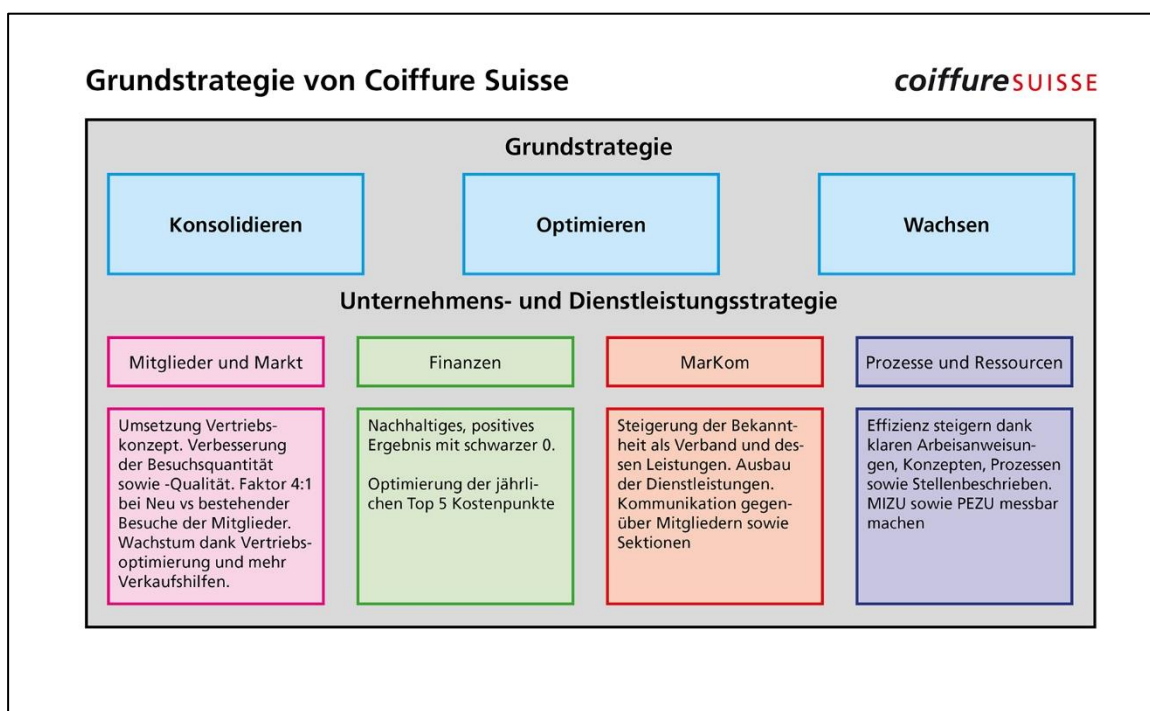 Grundstrategie von Coiffure Suisse
coiffureSUISSE
Grundstrategie
Konsolidieren
Optimieren
Wachsen
Unternehmens- und Dienstleistungsstrategie
Mitglieder und Markt
Finanzen
MarKom
Prozesse und Ressourcen
Umsetzung Vertriebs-
konzept. Verbesserung
der Besuchsquantität
sowie -Qualität. Faktor 4:1
bei Neu vs bestehender
Besuche der Mitglieder.
Wachstum dank Vertriebs-
optimierung und mehr
Verkaufshilfen.
Nachhaltiges, positives
Ergebnis mit schwarzer 0.
Optimierung der jährli-
chen Top 5 Kostenpunkte
Steigerung der Bekannt-
heit als Verband und des-
sen Leistungen. Ausbau
der Dienstleistungen.
Kommunikation gegen-
über Mitgliedern sowie
Sektionen
Effizienz steigern dank
klaren Arbeisanweisun-
gen, Konzepten, Prozessen
sowie Stellenbeschrieben.
MIZU sowie PEZU messbar
machen